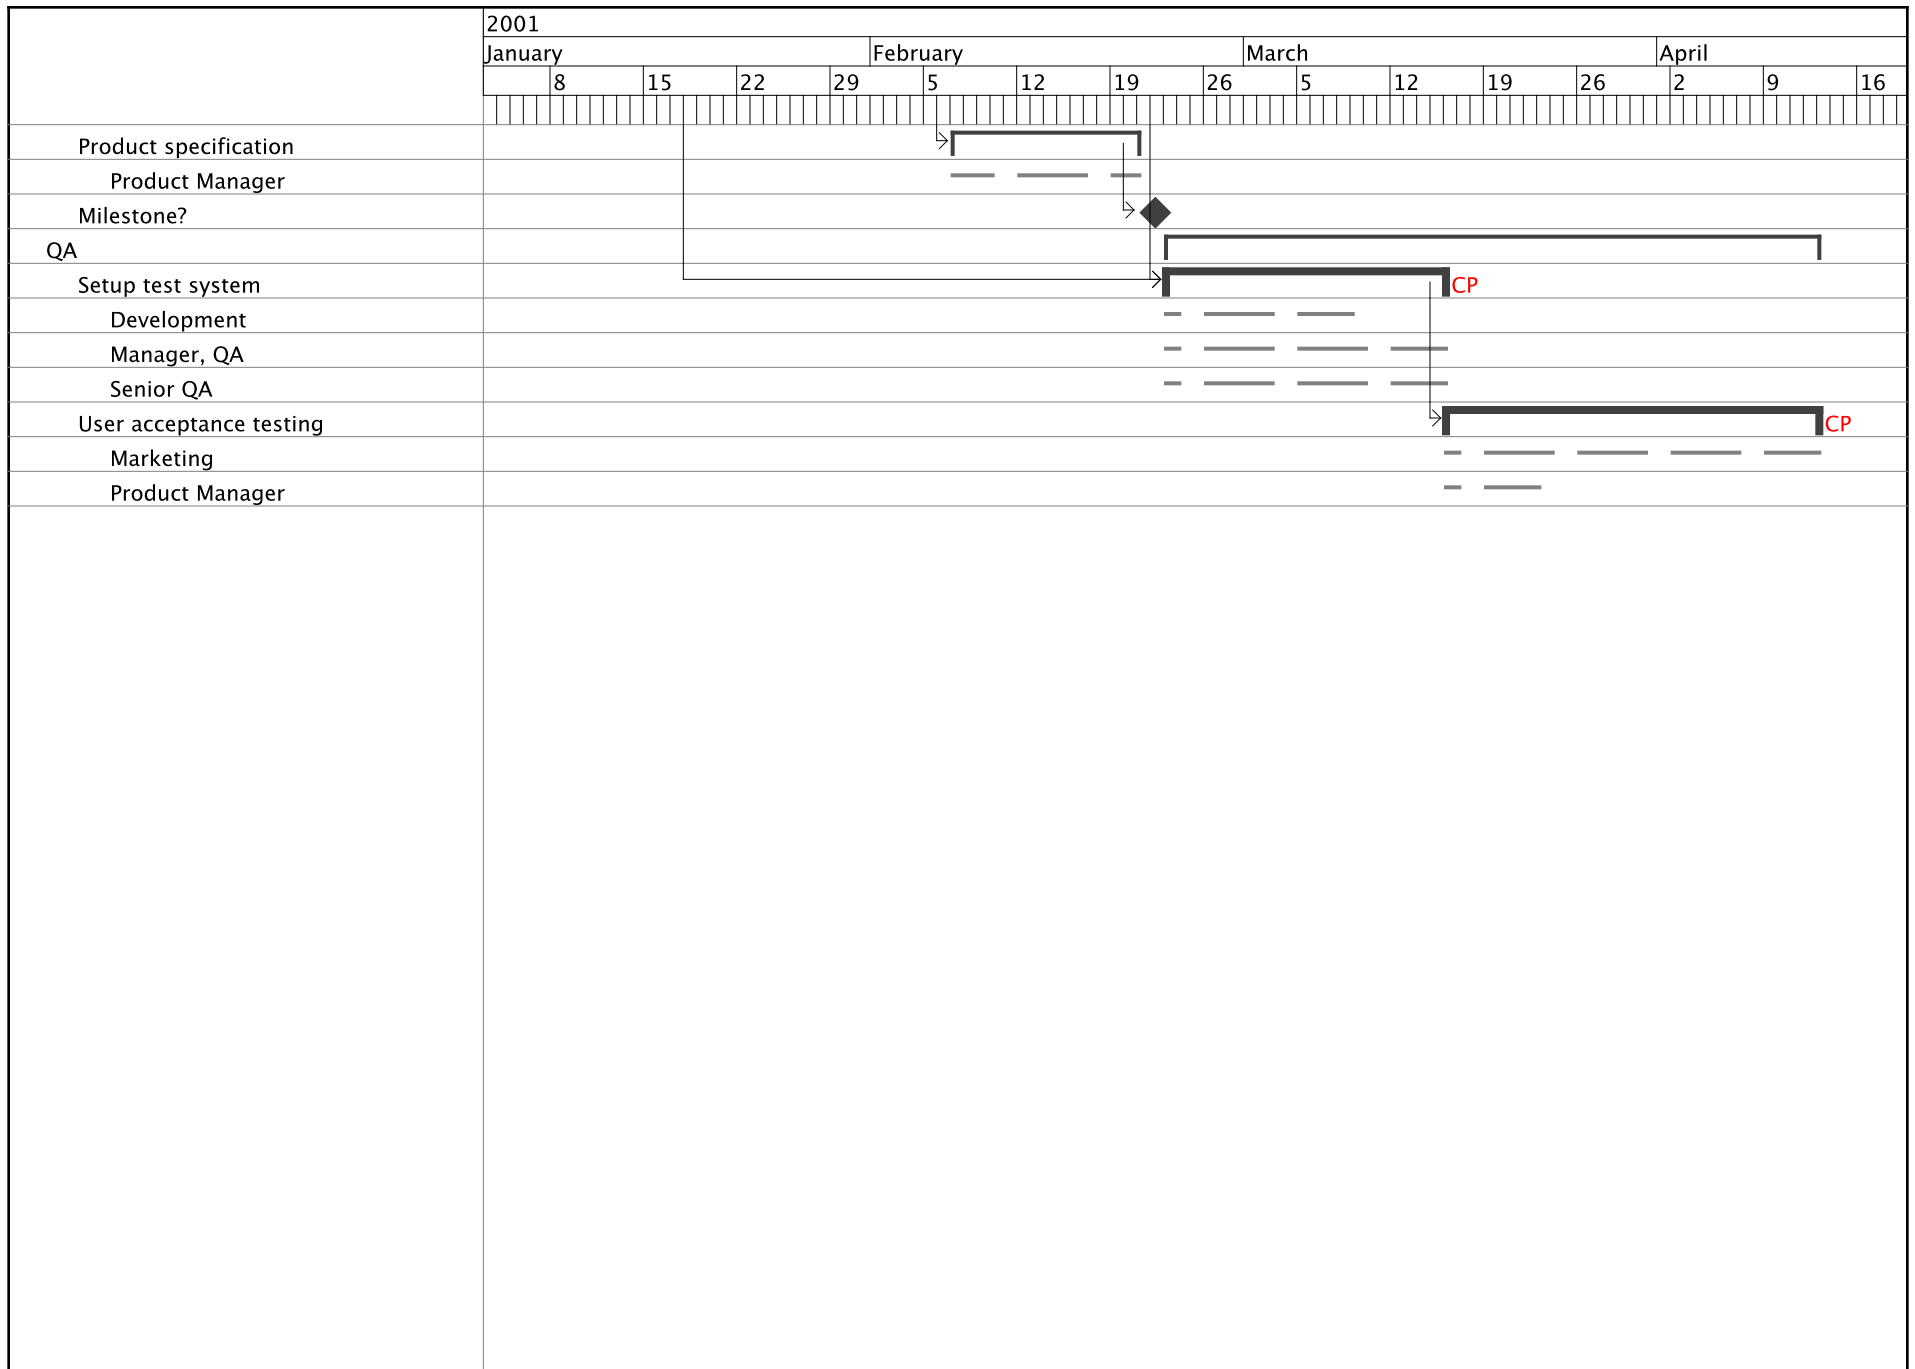 2001
January February March April
8 15 22 29 5 12 19 26 5 12 19 26 2 9 16
Product specification
Product Manager
Milestone?
QA
Setup test system CP
Development
Manager, QA
Senior QA
User acceptance testing CP
Marketing
Product Manager